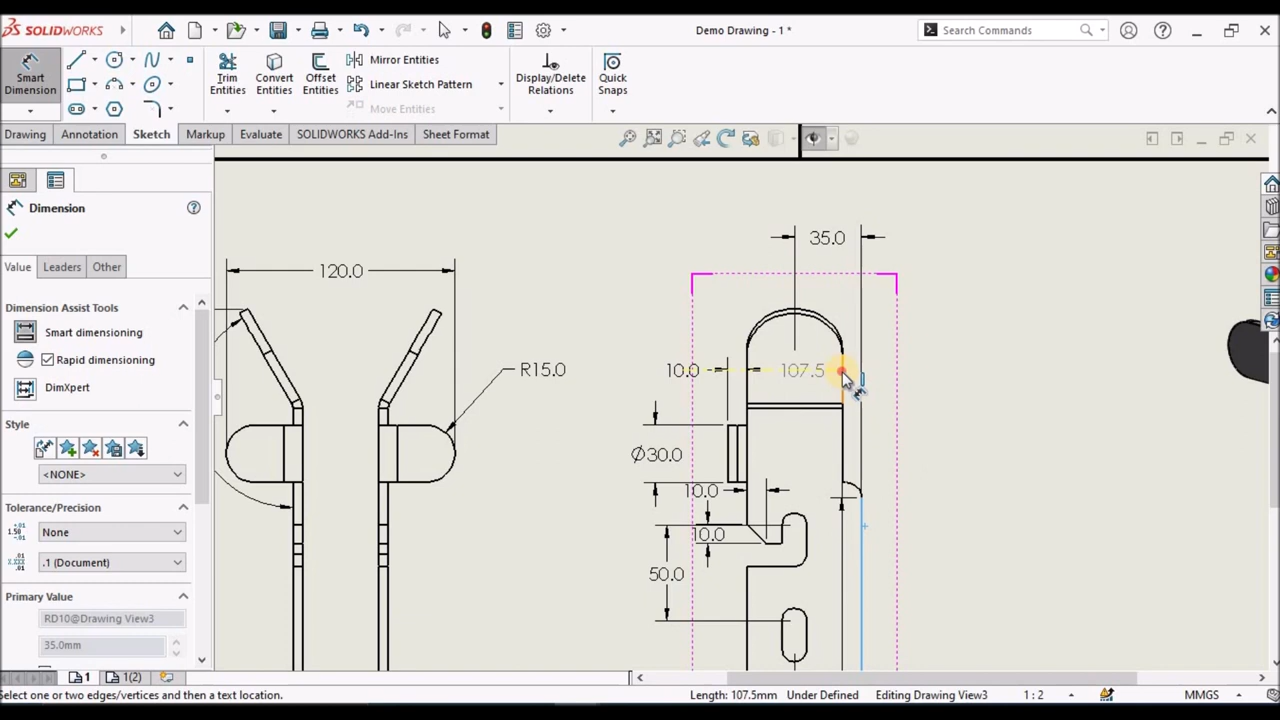 SOLIDWORKS
Demo Drawing - 1 *
Search Commands
Smart Dimension
Trim Entities
Convert Entities
Offset Entities
Mirror Entities
Linear Sketch Pattern
Move Entities
Display/Delete Relations
Quick Snaps
Drawing Annotation Sketch Markup Evaluate SOLIDWORKS Add-Ins Sheet Format
Dimension
Value Leaders Other
Dimension Assist Tools
Smart dimensioning
Rapid dimensioning
DimXpert
Style
<NONE>
Tolerance/Precision
None
.1 (Document)
Primary Value
RD10@Drawing View3
35.0mm
120.0
R15.0
35.0
10.0
107.5
Ø30.0
10.0
10.0
50.0
1 1(2)
Select one or two edges/vertices and then a text location.
Length: 107.5mm Under Defined Editing Drawing View3 1 : 2 MMGS